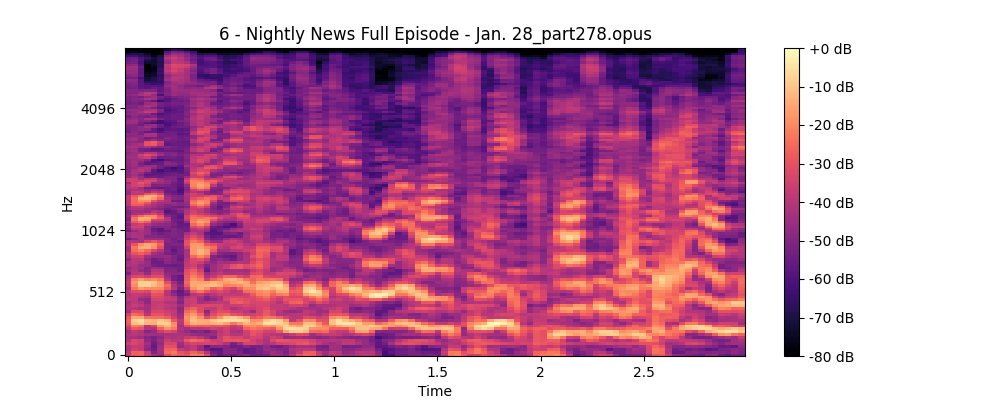 6 - Nightly News Full Episode - Jan. 28_part278.opus
+0 dB
4096
2048
1024
512
0
Hz
-10 dB
-20 dB
-30 dB
-40 dB
-50 dB
-60 dB
-70 dB
-80 dB
0
0.5
1
1.5
2
2.5
Time